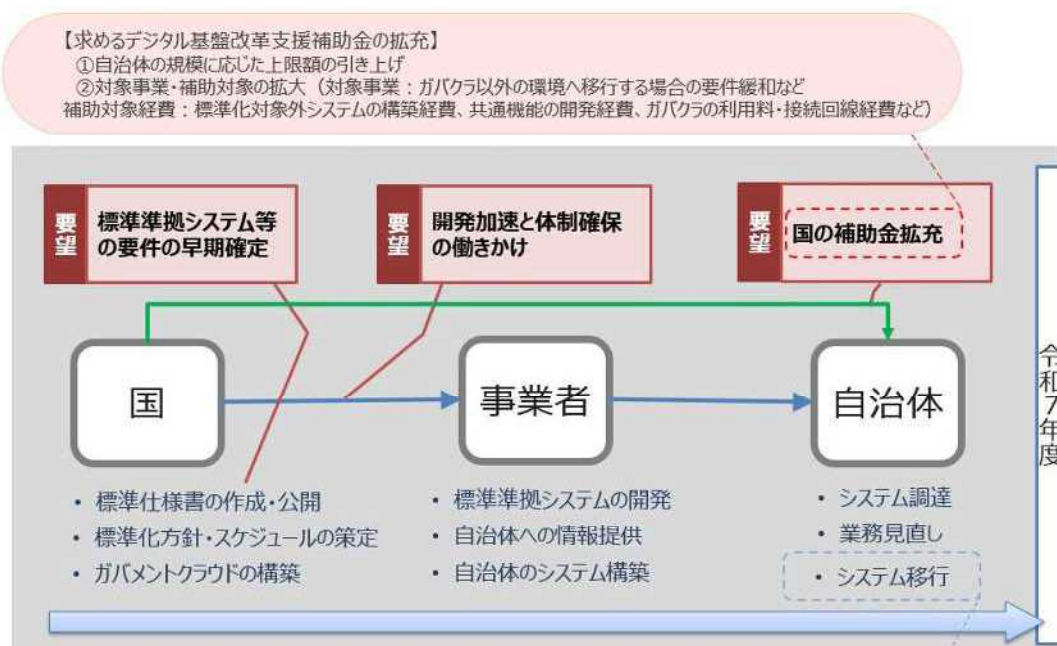 【求めるデジタル基盤改革支援補助金の拡充】
①自治体の規模に応じた上限額の引き上げ
②対象事業・補助対象の拡大（対象事業：ガバクラ以外の環境へ移行する場合の要件緩和など
補助対象経費：標準化対象外システムの構築経費、共通機能の開発経費、ガバクラの利用料・接続回線経費など）
要望
標準準拠システム等
の要件の早期確定
要望
開発加速と体制確保
の働きかけ
要望
国の補助金拡充
国
事業者
自治体
・標準仕様書の作成・公開
・標準化方針・スケジュールの策定
・ガバメントクラウドの構築
・標準準拠システムの開発
・自治体への情報提供
・自治体のシステム構築
・システム調達
・業務見直し
・システム移行
令和7年度